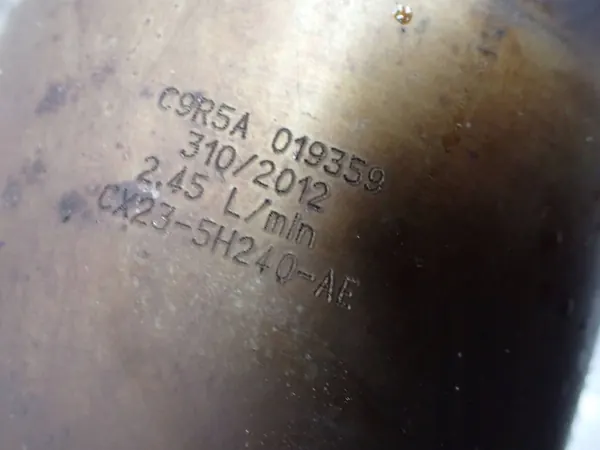 C9R5A 019359
310/2012
2.45 L/min
CX23-5H240-AE